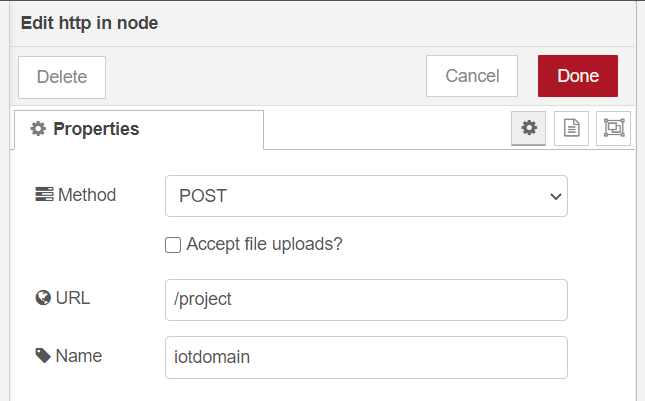 Edit http in node
Delete
Cancel
Done
Properties
Method
POST
Accept file uploads?
URL
/project
Name
iotdomain